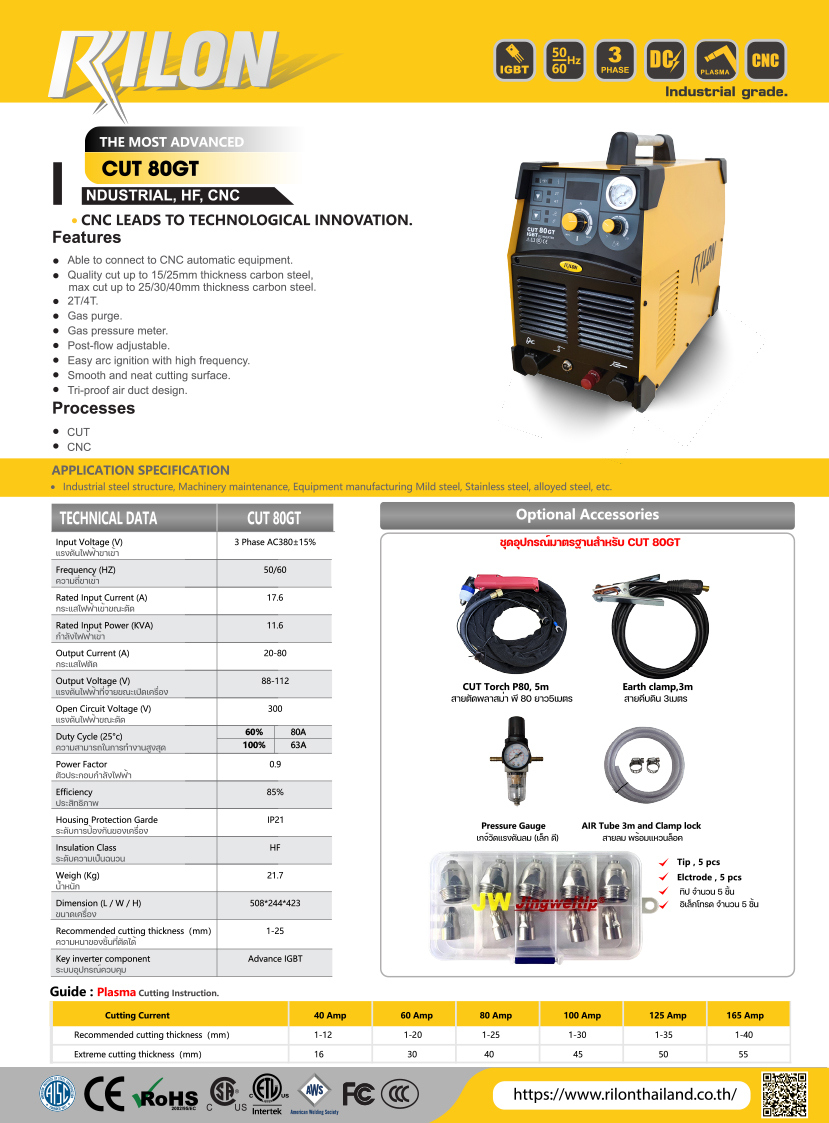 RILON
IGBT
50
60 Hz
3
PHASE
DC
PLASMA
CNC
Industrial grade.
THE MOST ADVANCED
CUT 80GT
INDUSTRIAL, HF, CNC
• CNC LEADS TO TECHNOLOGICAL INNOVATION.
Features
● Able to connect to CNC automatic equipment.
● Quality cut up to 15/25mm thickness carbon steel,
max cut up to 25/30/40mm thickness carbon steel.
● 2T/4T.
● Gas purge.
● Gas pressure meter.
● Post-flow adjustable.
● Easy arc ignition with high frequency.
● Smooth and neat cutting surface.
● Tri-proof air duct design.
Processes
● CUT
● CNC
CUT 80GT
IGBT
RILON
RILON
APPLICATION SPECIFICATION
• Industrial steel structure, Machinery maintenance, Equipment manufacturing Mild steel, Stainless steel, alloyed steel, etc.
TECHNICAL DATA CUT 80GT
Input Voltage (V) 3 Phase AC380±15%
แรงดันไฟฟ้าขาเข้า
Frequency (HZ) 50/60
ความถี่ขาเข้า
Rated Input Current (A) 17.6
กระแสไฟฟ้าเข้าขณะตัด
Rated Input Power (KVA) 11.6
กำลังไฟฟ้าเข้า
Output Current (A) 20-80
กระแสไฟตัด
Output Voltage (V) 88-112
แรงดันไฟฟ้าที่จ่ายขณะเปิดเครื่อง
Open Circuit Voltage (V) 300
แรงดันไฟฟ้าขณะตัด
Duty Cycle (25°c) 60% 80A
ความสามารถในการทำงานสูงสุด 100% 63A
Power Factor 0.9
ตัวประกอบกำลังไฟฟ้า
Efficiency 85%
ประสิทธิภาพ
Housing Protection Garde IP21
ระดับการป้องกันของเครื่อง
Insulation Class HF
ระดับความเป็นฉนวน
Weigh (Kg) 21.7
น้ำหนัก
Dimension (L / W / H) 508*244*423
ขนาดเครื่อง
Recommended cutting thickness (mm) 1-25
ความหนาของชิ้นที่ตัดได้
Key inverter component Advance IGBT
ระบบอุปกรณ์ควบคุม
Optional Accessories
ชุดอุปกรณ์มาตรฐานสำหรับ CUT 80GT
CUT Torch P80, 5m
สายตัดพลาสมา พี 80 ยาว5เมตร
Earth clamp,3m
สายคีบดิน 3เมตร
Pressure Gauge
เกจ์วัดแรงดันลม (เล็ก ดี)
AIR Tube 3m and Clamp lock
สายลม พร้อมแหวนล็อค
JW Jingweitip D
Tip , 5 pcs
Elctrode , 5 pcs
ทิป จำนวน 5 ชิ้น
อิเล็กโทรด จำนวน 5 ชิ้น
Guide : Plasma Cutting Instruction.
Cutting Current 40 Amp 60 Amp 80 Amp 100 Amp 125 Amp 165 Amp
Recommended cutting thickness (mm) 1-12 1-20 1-25 1-30 1-35 1-40
Extreme cutting thickness (mm) 16 30 40 45 50 55
AISC
CE
RoHS
2002/95/EC
C SA US
C ETL US
Intertek
AWS
American Welding Society
FC
CCC
https://www.rilonthailand.co.th/